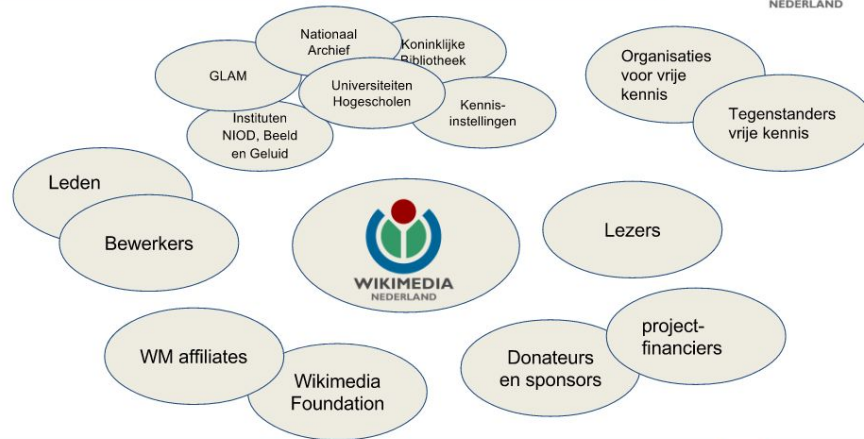 NEDERLAND
Nationaal
Archief
Koninklijke
Bibliotheek
GLAM
Universiteiten
Hogescholen
Kennis-
instellingen
Instituten
NIOD, Beeld
en Geluid
Organisaties
voor vrije
kennis
Tegenstanders
vrije kennis
Leden
Bewerkers
WIKIMEDIA
NEDERLAND
Lezers
WM affiliates
Wikimedia
Foundation
Donateurs
en sponsors
project-
financiers